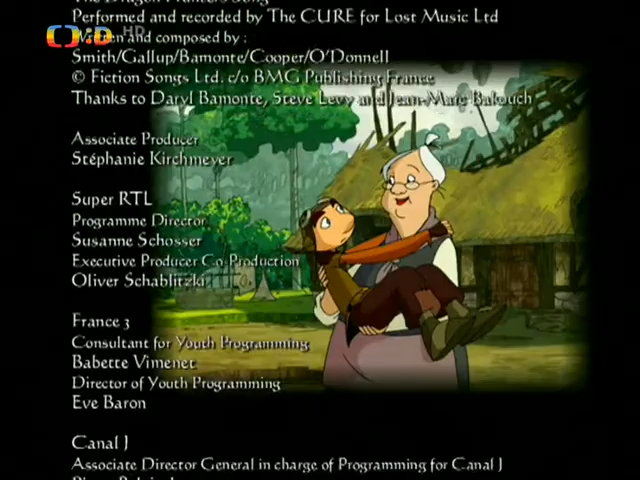 The Dragon Hunters Song
Performed and recorded by The CURE for Lost Music Ltd
Written and composed by :
Smith/Gallup/Bamonte/Cooper/O'Donnell
© Fiction Songs Ltd. c/o BMG Publishing France
Thanks to Daryl Bamonte, Steve Levy and Jean-Marc Bakouch
Associate Producer
Stéphanie Kirchmeyer
Super RTL
Programme Director
Susanne Schosser
Executive Producer Co-Production
Oliver Schablitzki
France 3
Consultant for Youth Programming
Babette Vimenet
Director of Youth Programming
Eve Baron
Canal J
Associate Director General in charge of Programming for Canal J